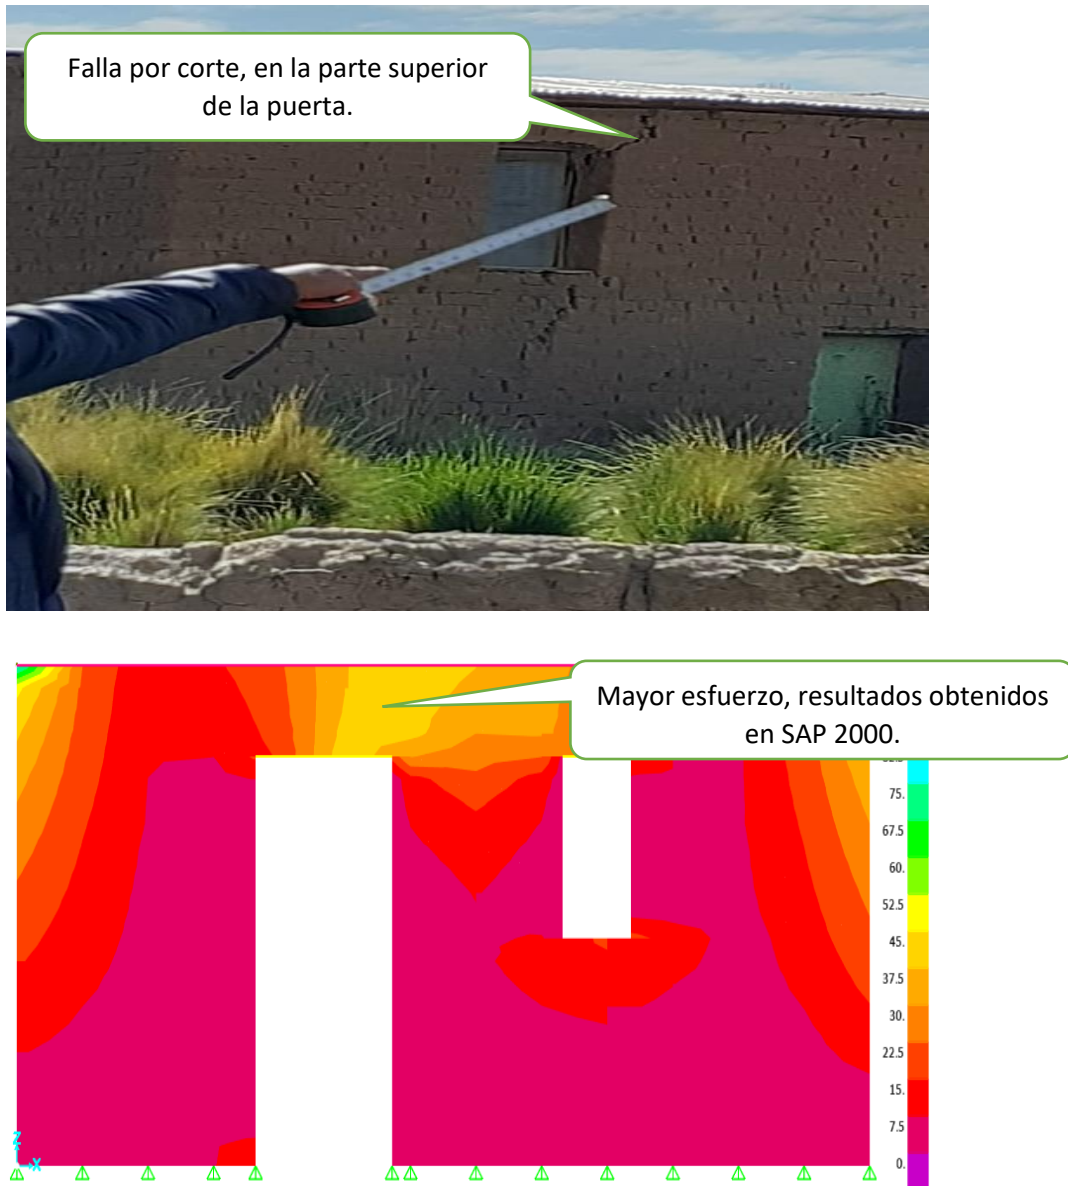 Falla por corte, en la parte superior
de la puerta.
Mayor esfuerzo, resultados obtenidos
en SAP 2000.
75.
67.5
60.
52.5
45.
37.5
30.
22.5
15.
7.5
0.
Z
X